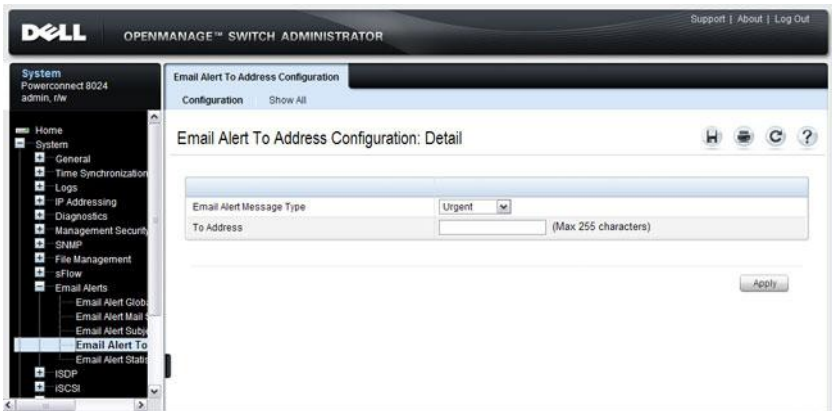 Support | About | Log Out
DELL
OPENMANAGE™ SWITCH ADMINISTRATOR
System
Powerconnect 8024
admin, r/w
Home
System
General
Time Synchronization
Logs
IP Addressing
Diagnostics
Management Security
SNMP
File Management
sFlow
Email Alerts
Email Alert Glob
Email Alert Mail S
Email Alert Subje
Email Alert To
Email Alert Statis
ISDP
iSCSI
Email Alert To Address Configuration
Configuration Show All
Email Alert To Address Configuration: Detail
Email Alert Message Type Urgent
To Address (Max 255 characters)
Apply